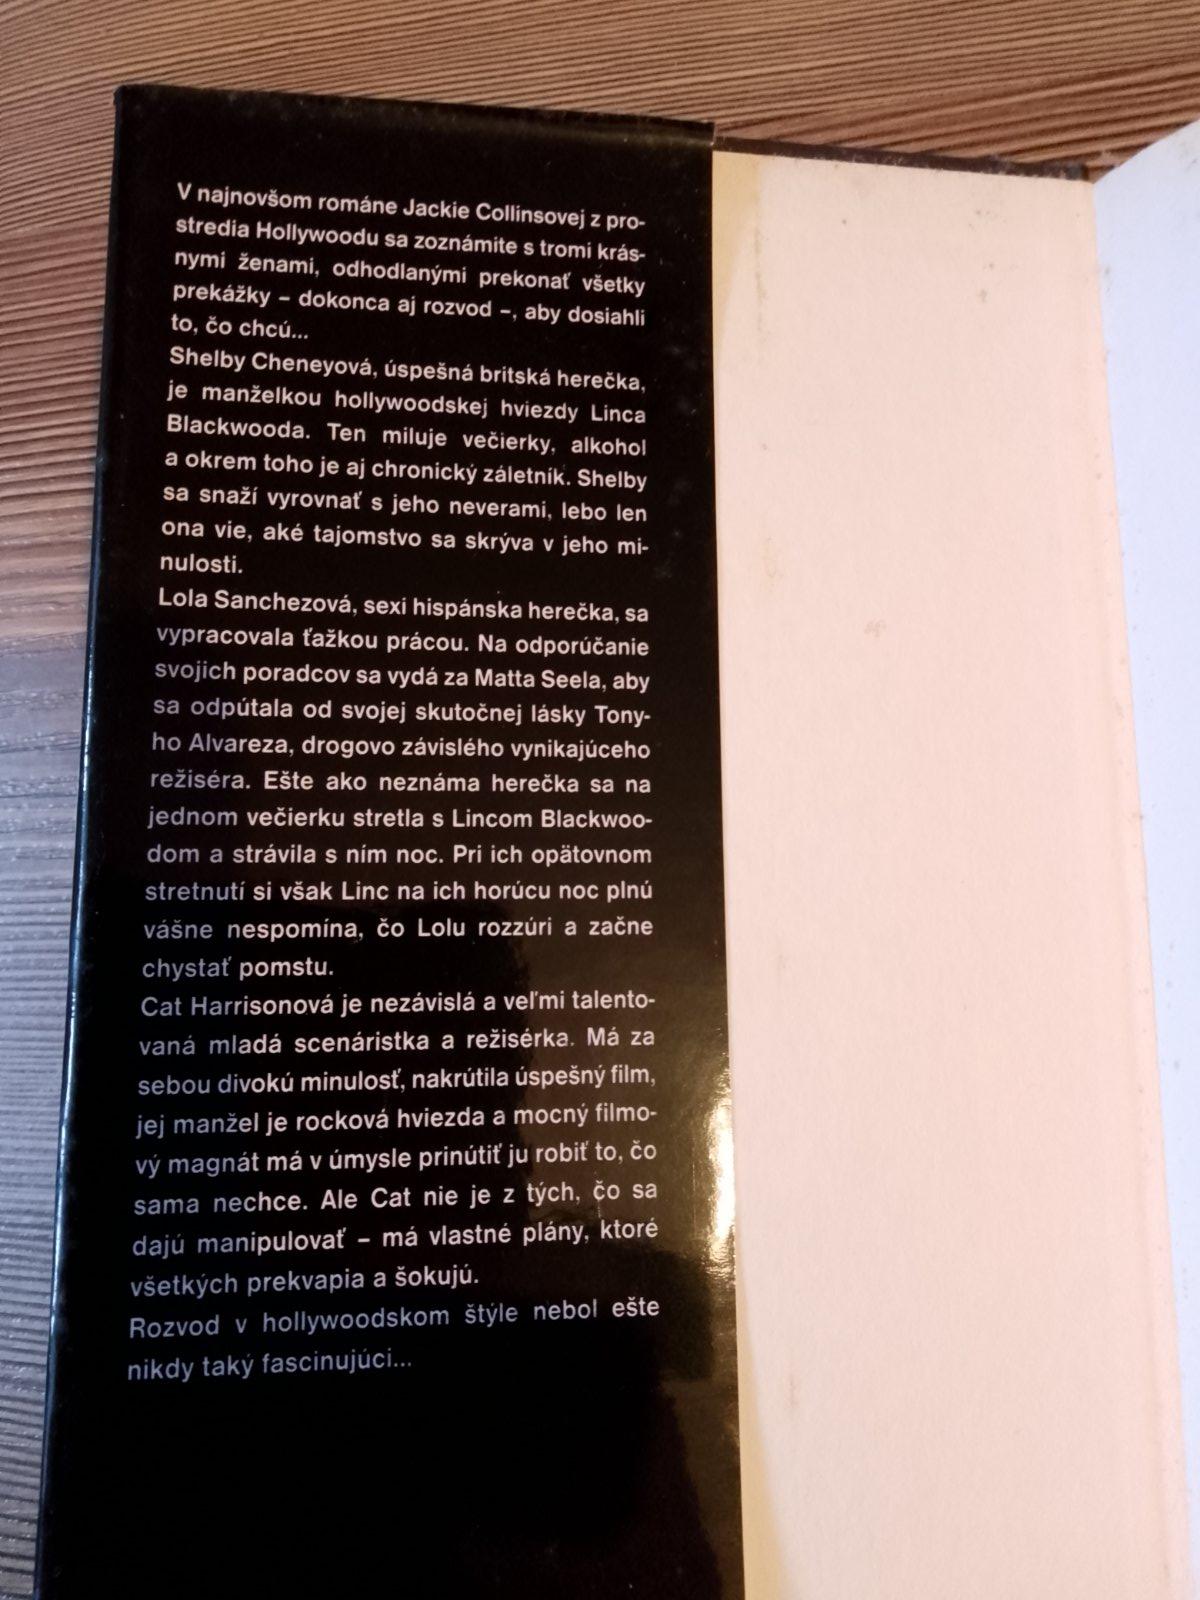 V najnovšom románe Jackie Collinsovej z pro-
stredia Hollywoodu sa zoznámite s tromi krás-
nymi ženami, odhodlanými prekonať všetky
prekážky – dokonca aj rozvod –, aby dosiahli
to, čo chcú...
Shelby Cheneyová, úspešná britská herečka,
je manželkou hollywoodskej hviezdy Linca
Blackwooda. Ten miluje večierky, alkohol
a okrem toho je aj chronický záletník. Shelby
sa snaží vyrovnať s jeho neverami, lebo len
ona vie, aké tajomstvo sa skrýva v jeho mi-
nulosti.
Lola Sanchezová, sexi hispánska herečka, sa
vypracovala ťažkou prácou. Na odporúčanie
svojich poradcov sa vydá za Matta Seela, aby
sa odpútala od svojej skutočnej lásky Tony-
ho Alvareza, drogovo závislého vynikajúceho
režiséra. Ešte ako neznáma herečka sa na
jednom večierku stretla s Lincom Blackwoo-
dom a strávila s ním noc. Pri ich opätovnom
stretnutí si však Linc na ich horúcu noc plnú
vášne nespomína, čo Lolu rozzúri a začne
chystať pomstu.
Cat Harrisonová je nezávislá a veľmi talento-
vaná mladá scenáristka a režisérka. Má za
sebou divokú minulosť, nakrútila úspešný film,
jej manžel je rocková hviezda a mocný filmo-
vý magnát má v úmysle prinútiť ju robiť to, čo
sama nechce. Ale Cat nie je z tých, čo sa
dajú manipulovať – má vlastné plány, ktoré
všetkých prekvapia a šokujú.
Rozvod v hollywoodskom štýle nebol ešte
nikdy taký fascinujúci...